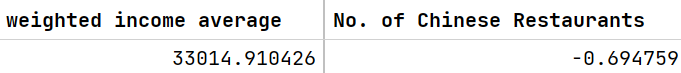 weighted income average No. of Chinese Restaurants
33014.910426 -0.694759